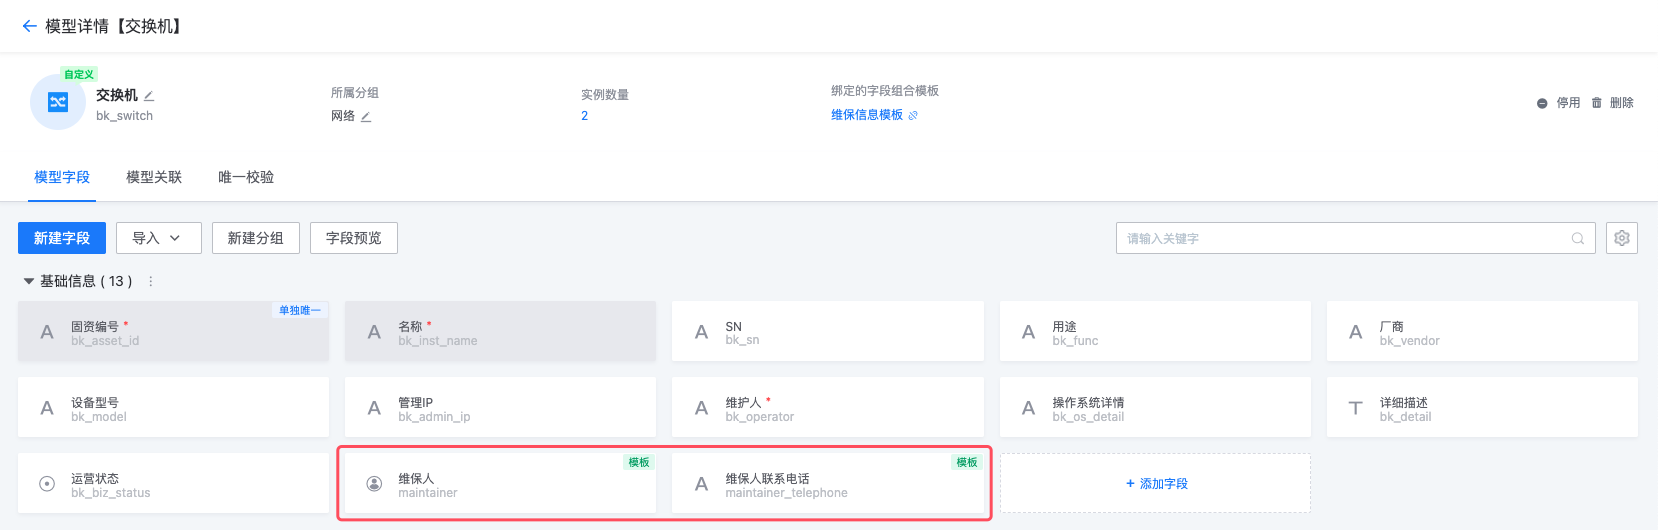 模型详情【交换机】
自定义
交换机
bk_switch
所属分组
网络
实例数量
2
绑定的字段组合模板
维保信息模板
停用
删除
模型字段
模型关联
唯一校验
新建字段
导入
新建分组
字段预览
请输入关键字
基础信息 ( 13 )
单独唯一
A 固资编号 *
bk_asset_id
A 名称 *
bk_inst_name
A SN
bk_sn
A 用途
bk_func
A 厂商
bk_vendor
A 设备型号
bk_model
A 管理IP
bk_admin_ip
A 维护人 *
bk_operator
A 操作系统详情
bk_os_detail
T 详细描述
bk_detail
运营状态
bk_biz_status
模板
维保人
maintainer
模板
A 维保人联系电话
maintainer_telephone
+ 添加字段